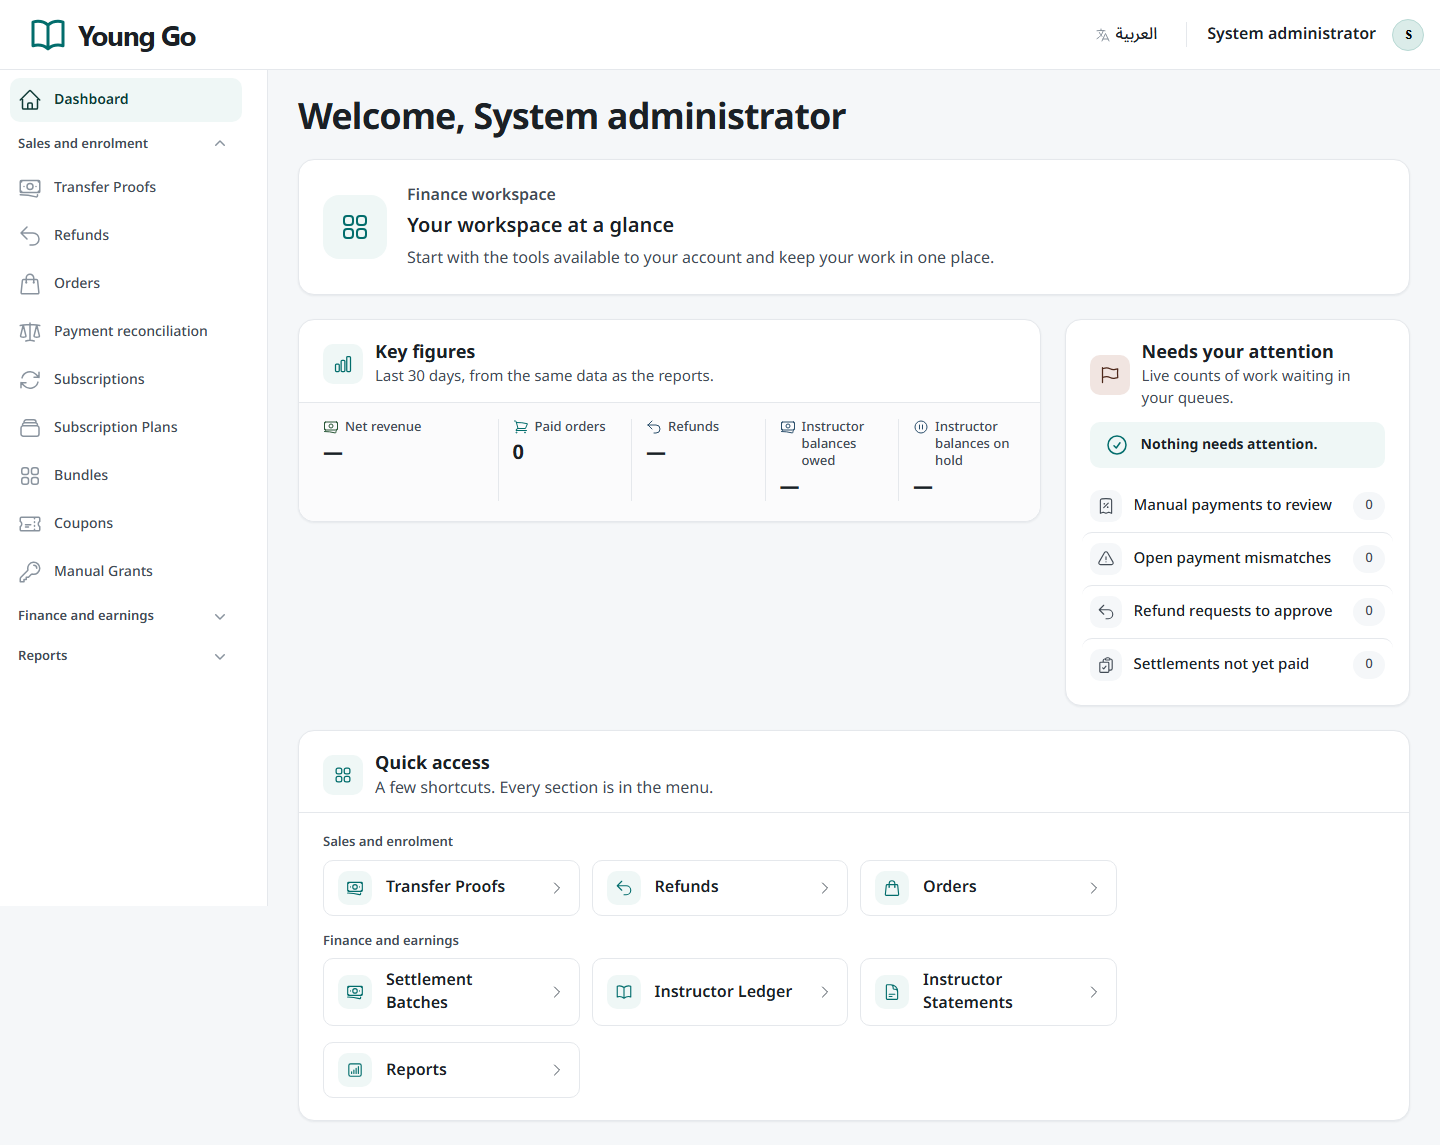 Young Go
العربية
System administrator
S
Dashboard
Sales and enrolment
Transfer Proofs
Refunds
Orders
Payment reconciliation
Subscriptions
Subscription Plans
Bundles
Coupons
Manual Grants
Finance and earnings
Reports
Welcome, System administrator
Finance workspace
Your workspace at a glance
Start with the tools available to your account and keep your work in one place.
Key figures
Last 30 days, from the same data as the reports.
Net revenue
—
Paid orders
0
Refunds
—
Instructor
balances
owed
—
Instructor
balances on
hold
—
Needs your attention
Live counts of work waiting in
your queues.
Nothing needs attention.
Manual payments to review 0
Open payment mismatches 0
Refund requests to approve 0
Settlements not yet paid 0
Quick access
A few shortcuts. Every section is in the menu.
Sales and enrolment
Transfer Proofs
Refunds
Orders
Finance and earnings
Settlement
Batches
Instructor Ledger
Instructor
Statements
Reports